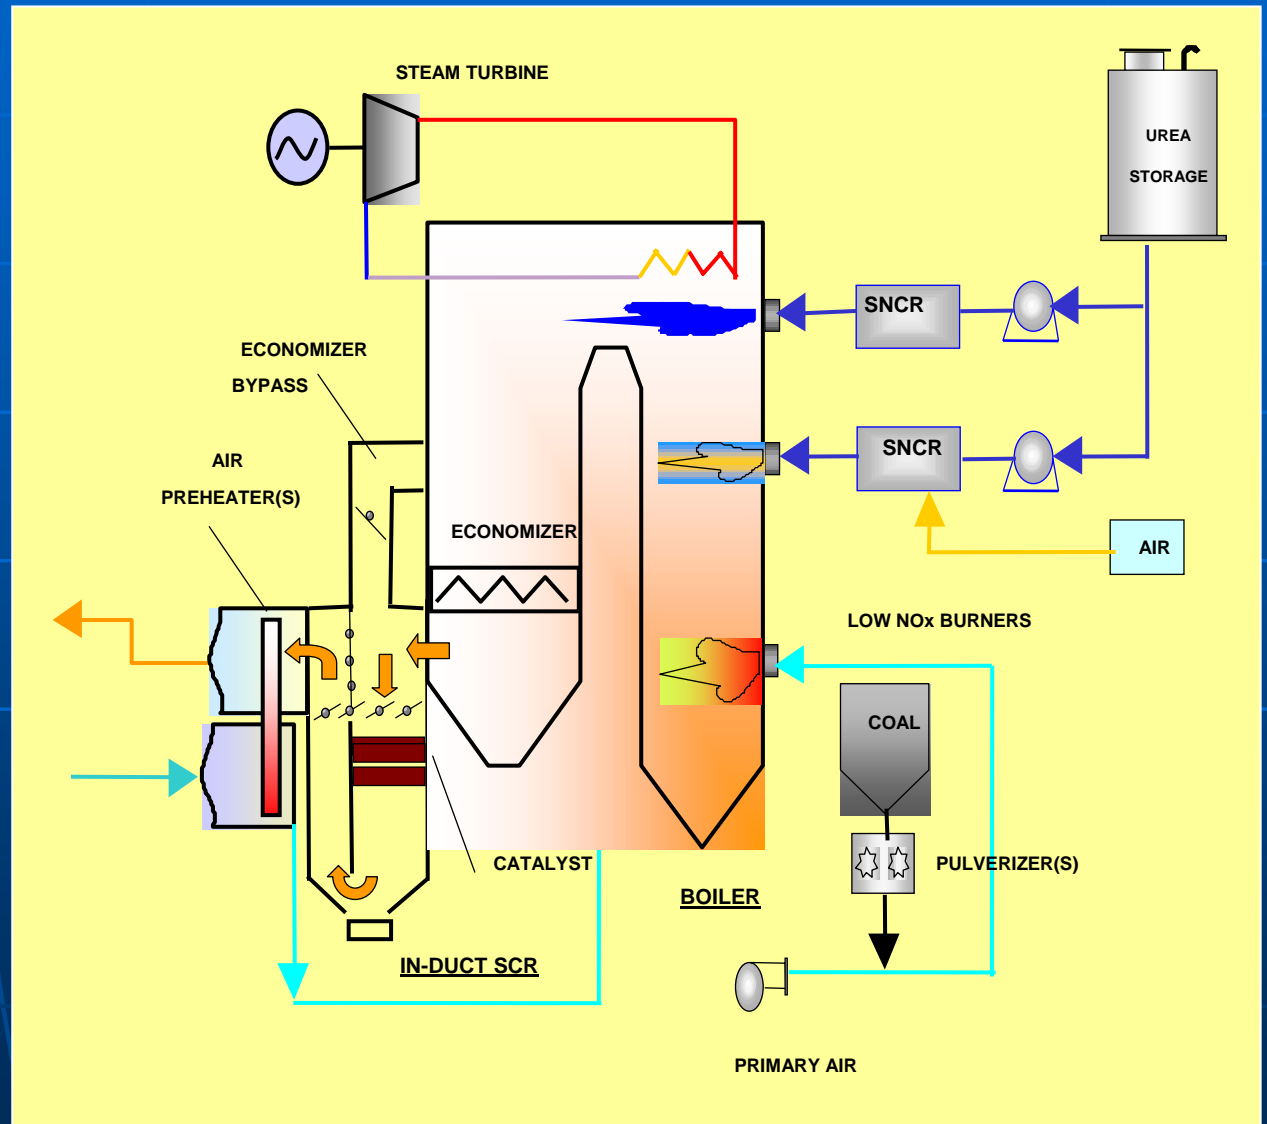 STEAM TURBINE
UREA
STORAGE
SNCR
ECONOMIZER
BYPASS
SNCR
AIR
PREHEATER(S)
ECONOMIZER
AIR
LOW NOx BURNERS
COAL
CATALYST
PULVERIZER(S)
BOILER
IN-DUCT SCR
PRIMARY AIR